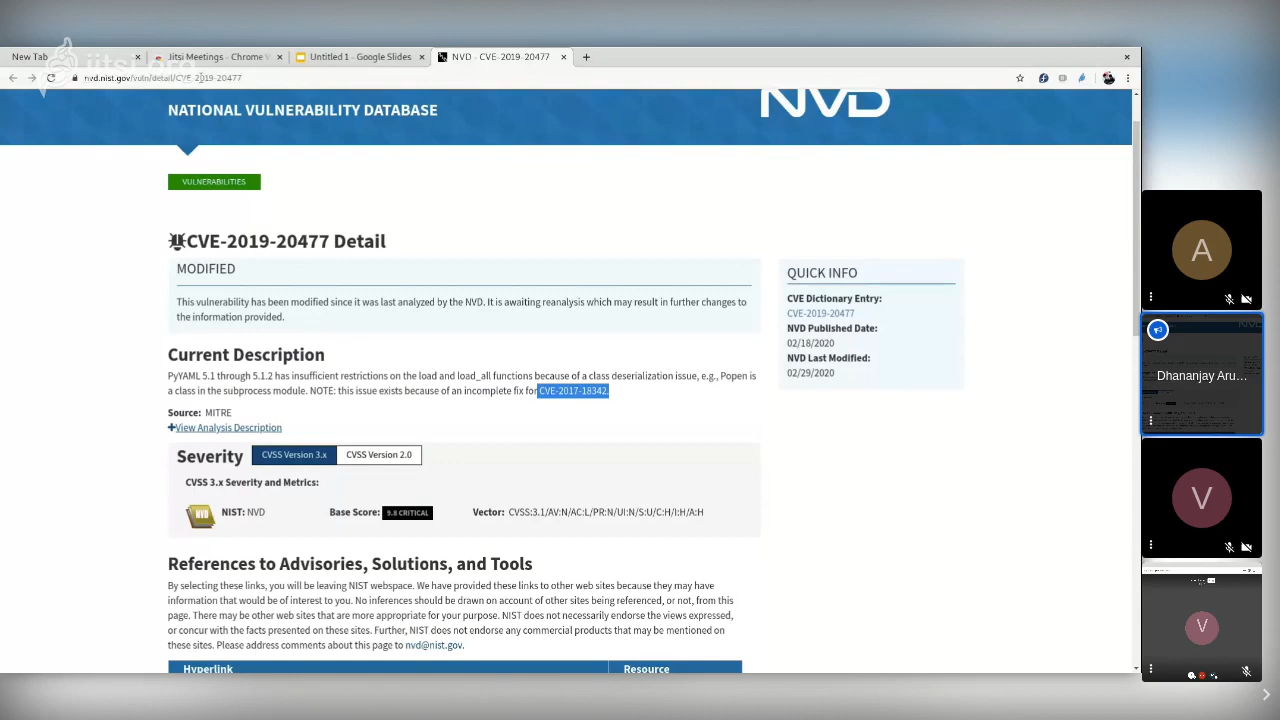 New Tab
Jitsi Meetings - Chrome
Untitled 1 - Google Slides
NVD - CVE-2019-20477
jitsi.org
nvd.nist.gov/vuln/detail/CVE-2019-20477
NATIONAL VULNERABILITY DATABASE
NVD
VULNERABILITIES
CVE-2019-20477 Detail
MODIFIED
This vulnerability has been modified since it was last analyzed by the NVD. It is awaiting reanalysis which may result in further changes to
the information provided.
Current Description
PyYAML 5.1 through 5.1.2 has insufficient restrictions on the load and load_all functions because of a class deserialization issue, e.g., Popen is
a class in the subprocess module. NOTE: this issue exists because of an incomplete fix for CVE-2017-18342.
Source: MITRE
View Analysis Description
Severity
CVSS Version 3.x
CVSS Version 2.0
CVSS 3.x Severity and Metrics:
NVD
NIST: NVD
Base Score: 9.8 CRITICAL
Vector: CVSS:3.1/AV:N/AC:L/PR:N/UI:N/S:U/C:H/I:H/A:H
References to Advisories, Solutions, and Tools
By selecting these links, you will be leaving NIST webspace. We have provided these links to other web sites because they may have
information that would be of interest to you. No inferences should be drawn on account of other sites being referenced, or not, from this
page. There may be other web sites that are more appropriate for your purpose. NIST does not necessarily endorse the views expressed,
or concur with the facts presented on these sites. Further, NIST does not endorse any commercial products that may be mentioned on
these sites. Please address comments about this page to nvd@nist.gov.
Hyperlink
Resource
QUICK INFO
CVE Dictionary Entry:
CVE-2019-20477
NVD Published Date:
02/18/2020
NVD Last Modified:
02/29/2020
A
Dhananjay Aru...
V
V